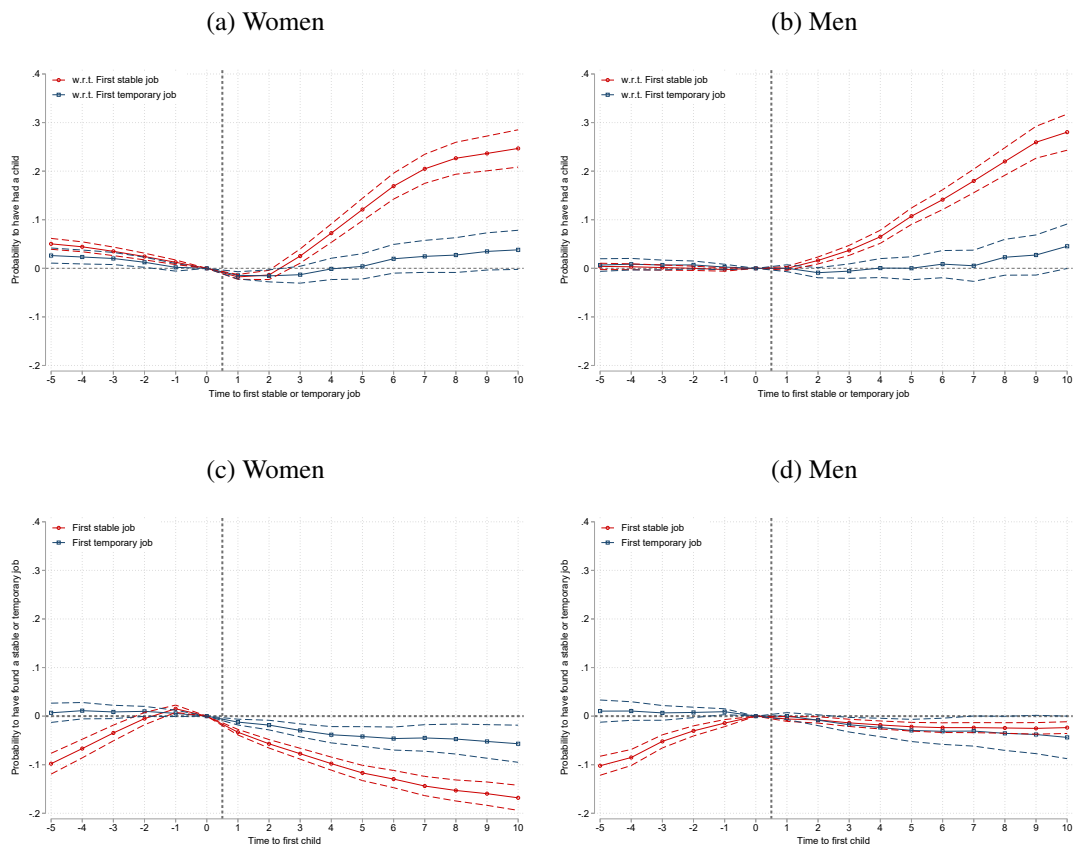 (a) Women
(b) Men
Probability to have had a child
.4
.3
.2
.1
0
-.1
-.2
w.r.t. First stable job
w.r.t. First temporary job
-5 -4 -3 -2 -1 0 1 2 3 4 5 6 7 8 9 10
Time to first stable or temporary job
Probability to have had a child
.4
.3
.2
.1
0
-.1
-.2
w.r.t. First stable job
w.r.t. First temporary job
-5 -4 -3 -2 -1 0 1 2 3 4 5 6 7 8 9 10
Time to first stable or temporary job
(c) Women
(d) Men
Probability to have found a stable or temporary job
.4
.3
.2
.1
0
-.1
-.2
First stable job
First temporary job
-5 -4 -3 -2 -1 0 1 2 3 4 5 6 7 8 9 10
Time to first child
Probability to have found a stable or temporary job
.4
.3
.2
.1
0
-.1
-.2
First stable job
First temporary job
-5 -4 -3 -2 -1 0 1 2 3 4 5 6 7 8 9 10
Time to first child